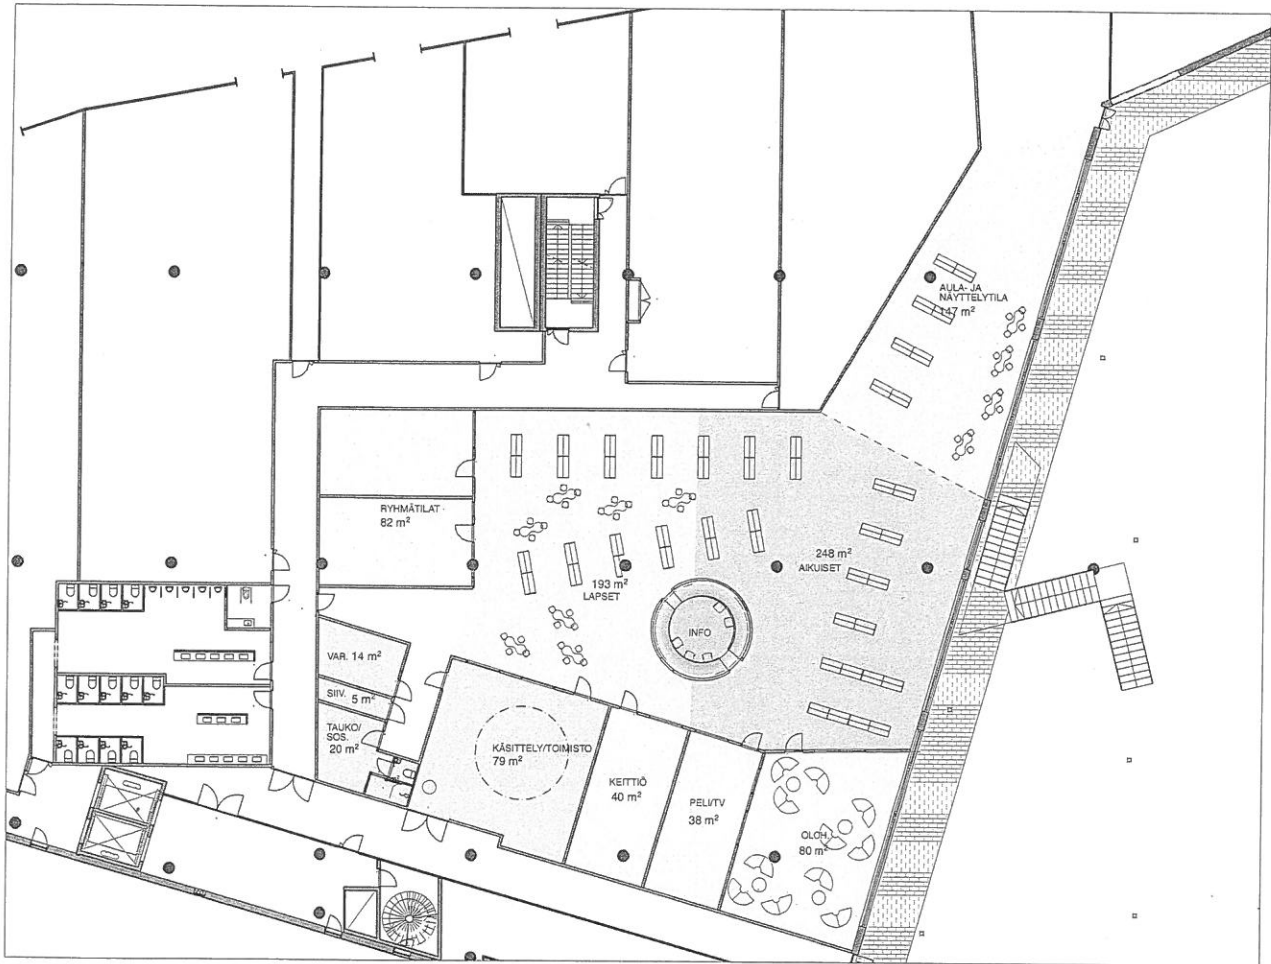 AULA- JA
NÄYTTELYTILA
147 m²
RYHMÄTILAT
82 m²
248 m²
AIKUISET
193 m²
LAPSET
INFO
VAR. 14 m²
SIIV. 5 m²
TAUKO/
SOS.
20 m²
KÄSITTELY/TOIMISTO
79 m²
KEITTIÖ
40 m²
PELI/TV
38 m²
OLOH.
80 m²